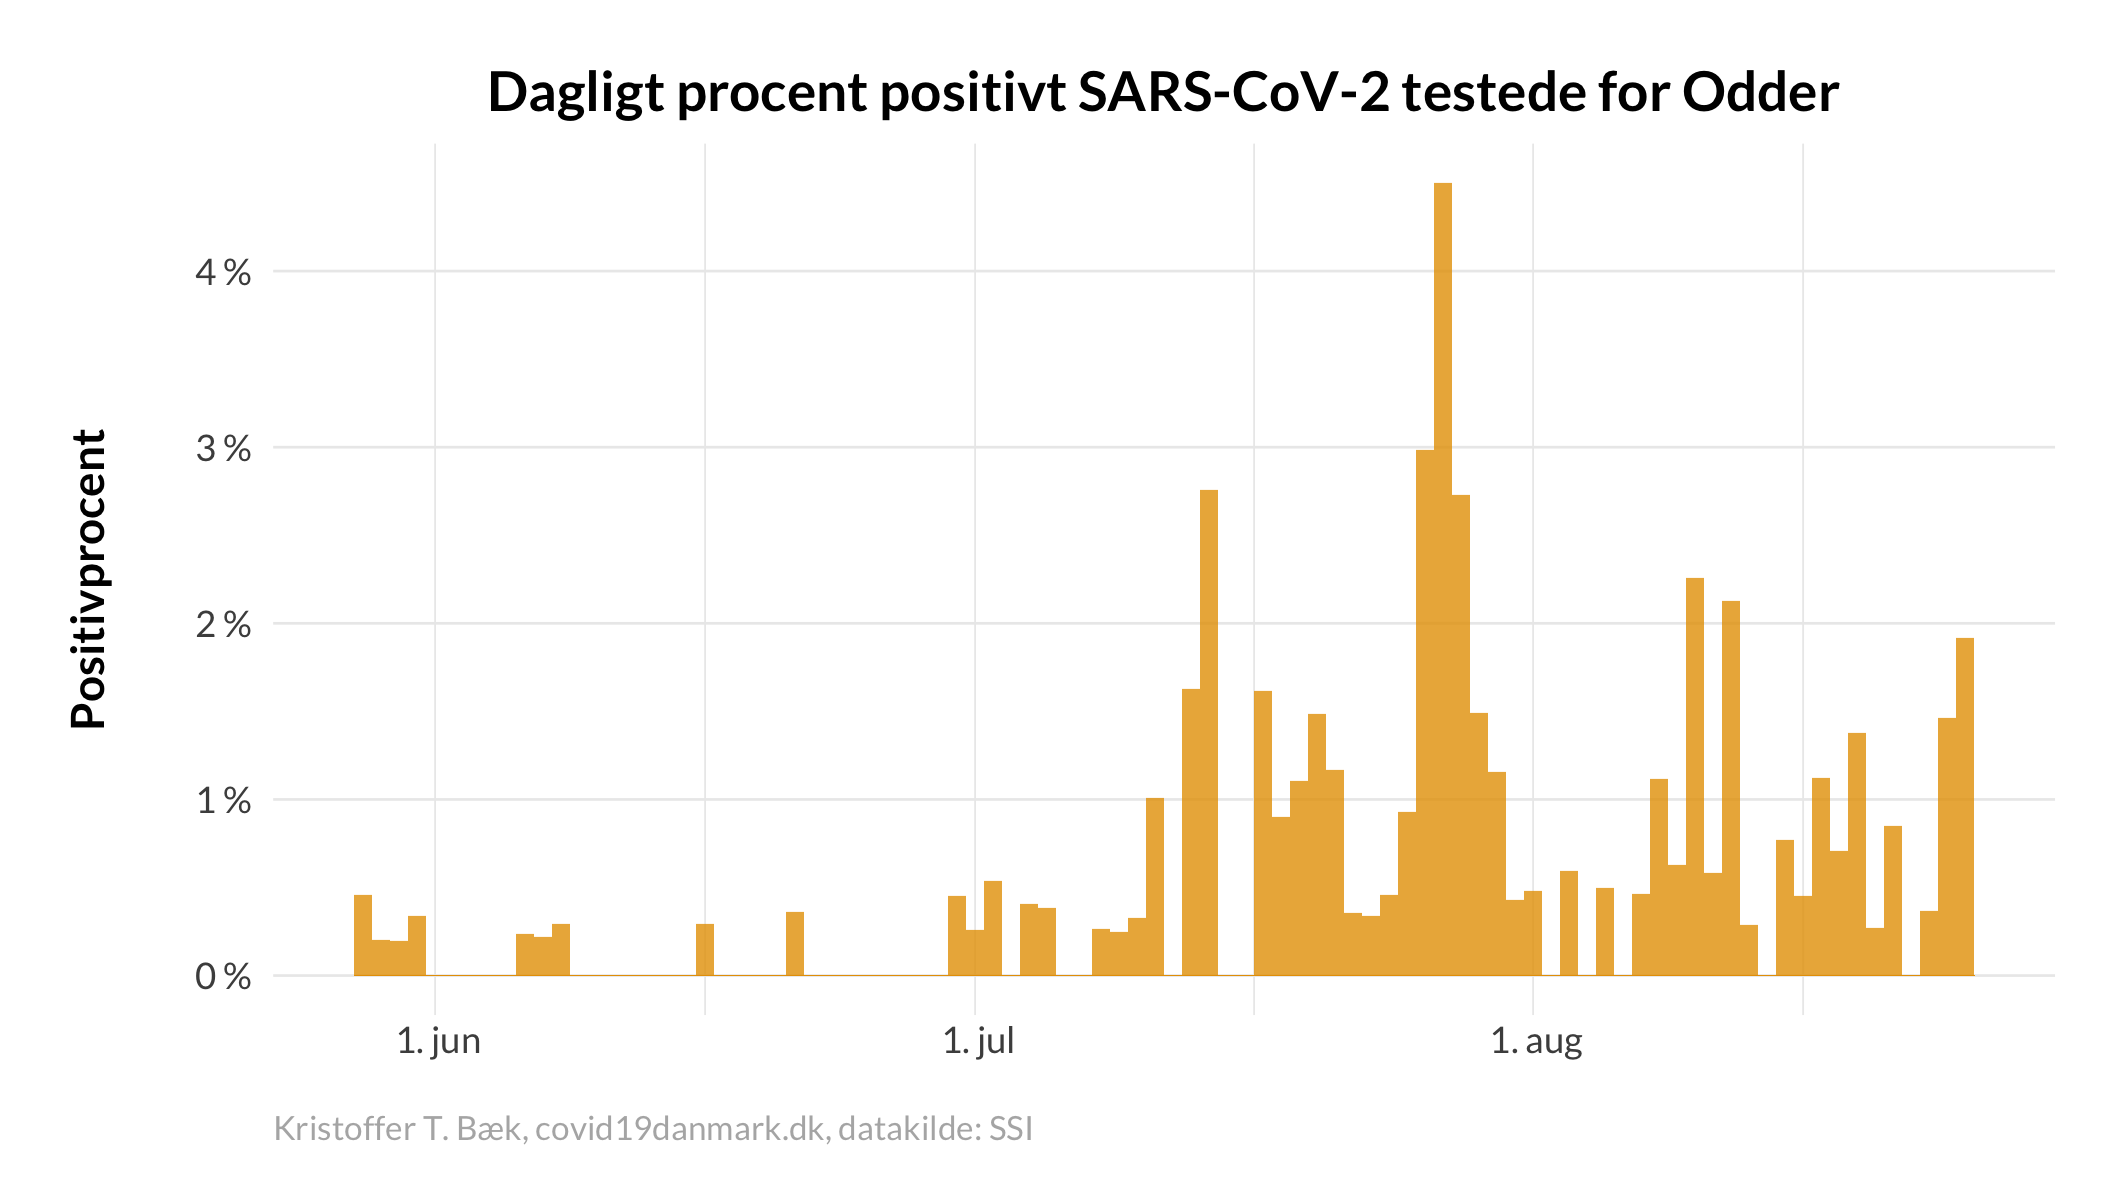 Dagligt procent positivt SARS-CoV-2 testede for Odder
Positivprocent
4 %
3 %
2 %
1 %
0 %
1. jun
1. jul
1. aug
Kristoffer T. Bæk, covid19danmark.dk, datakilde: SSI